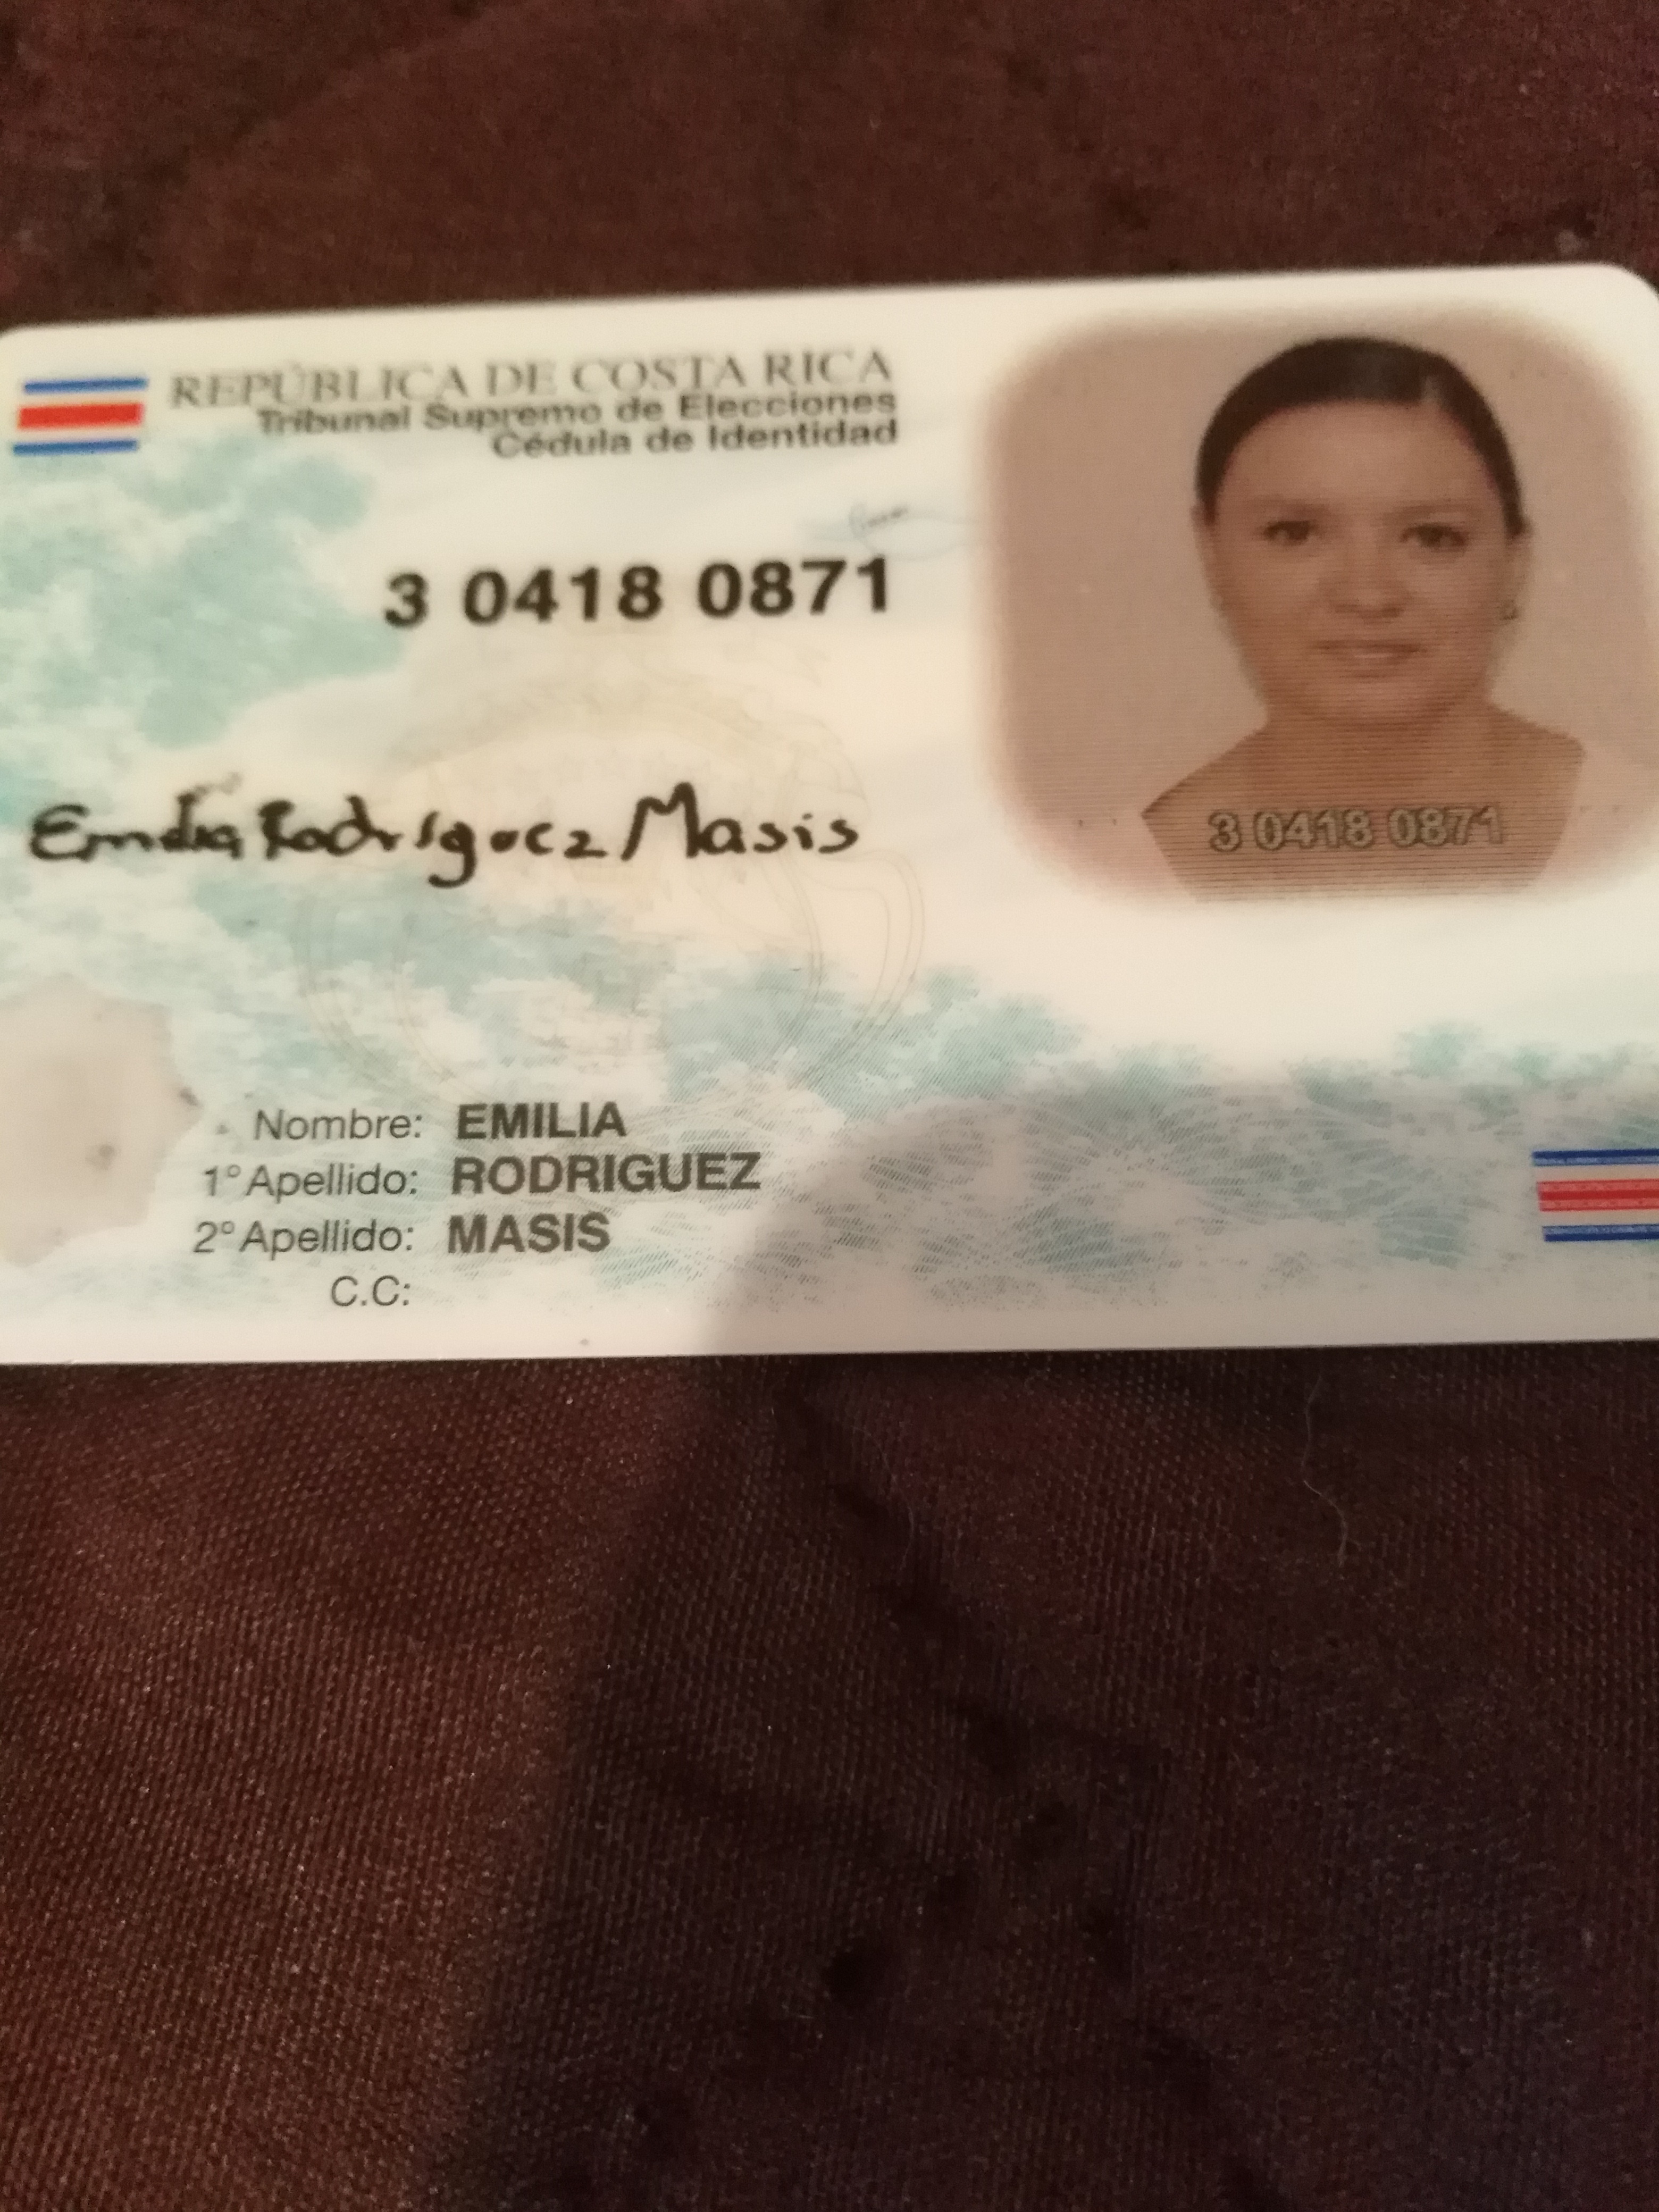 REPÚBLICA DE COSTA RICA
Tribunal Supremo de Elecciones
Cédula de Identidad
3 0418 0871
Emilia Rodríguez Masis
3 0418 0871
Nombre: EMILIA
1° Apellido: RODRIGUEZ
2° Apellido: MASIS
C.C: